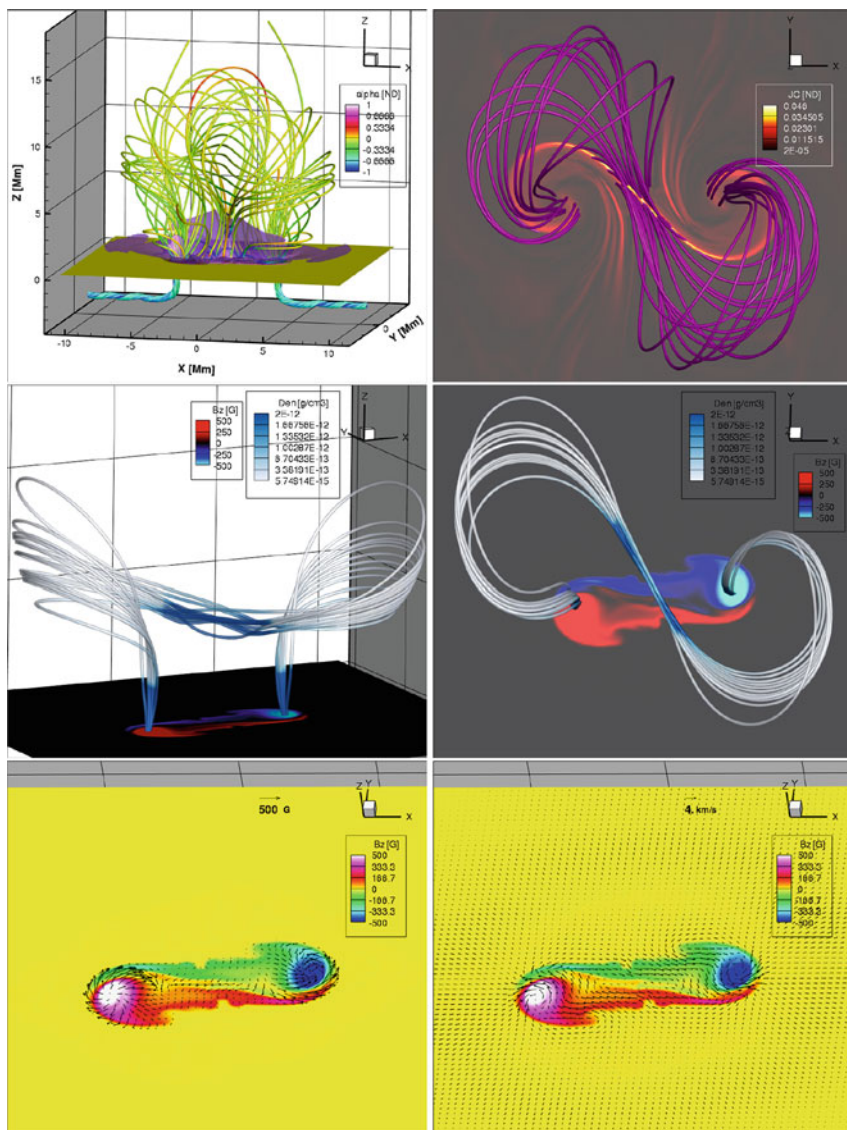 Z
X
alpha [ND]
1
0.6666
0.3334
0
-0.3334
-0.6666
-1
15
10
5
0
Z [Mm]
-10
-5
0
5
10
X [Mm]
0
Y [Mm]
Y
X
JC [ND]
0.046
0.034505
0.02301
0.011515
2E-05
Bz [G]
500
250
0
-250
-500
Den [g/cm3]
2E-12
1.66758E-12
1.33532E-12
1.00287E-12
6.70433E-13
3.38191E-13
5.74814E-15
Z
Y
X
Den [g/cm3]
2E-12
1.66758E-12
1.33532E-12
1.00287E-12
6.70433E-13
3.38191E-13
5.74814E-15
Y
X
Bz [G]
500
250
0
-250
-500
500 G
Z
Y
X
Bz [G]
500
333.3
166.7
0
-166.7
-333.3
-500
4. km/s
Z
Y
X
Bz [G]
500
333.3
166.7
0
-166.7
-333.3
-500